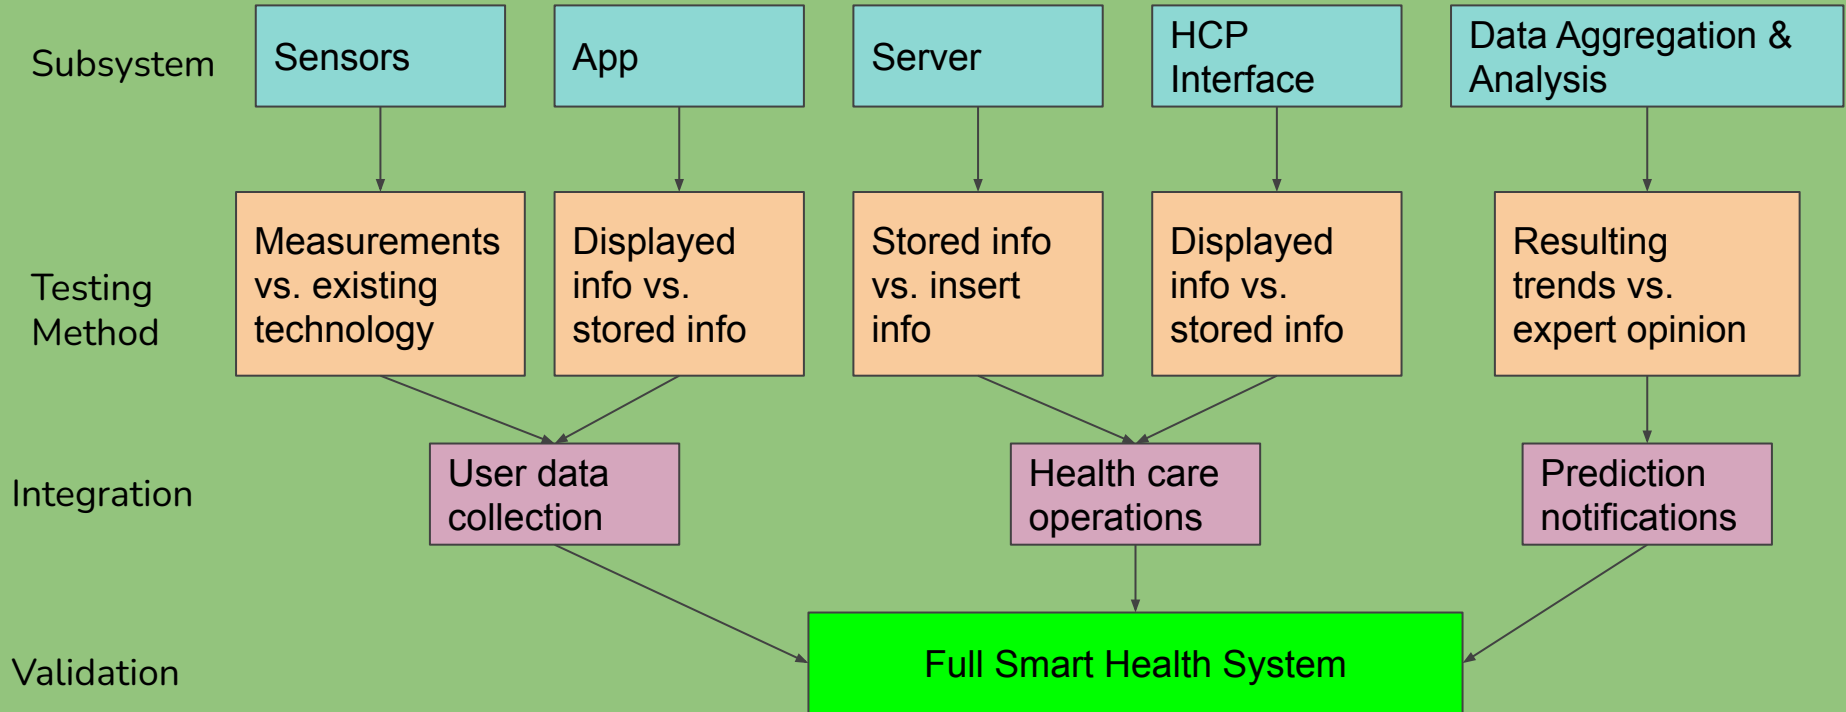 Subsystem
Sensors
App
Server
HCP
Interface
Data Aggregation &
Analysis
Testing
Method
Measurements
vs. existing
technology
Displayed
info vs.
stored info
Stored info
vs. insert
info
Displayed
info vs.
stored info
Resulting
trends vs.
expert opinion
Integration
User data
collection
Health care
operations
Prediction
notifications
Validation
Full Smart Health System